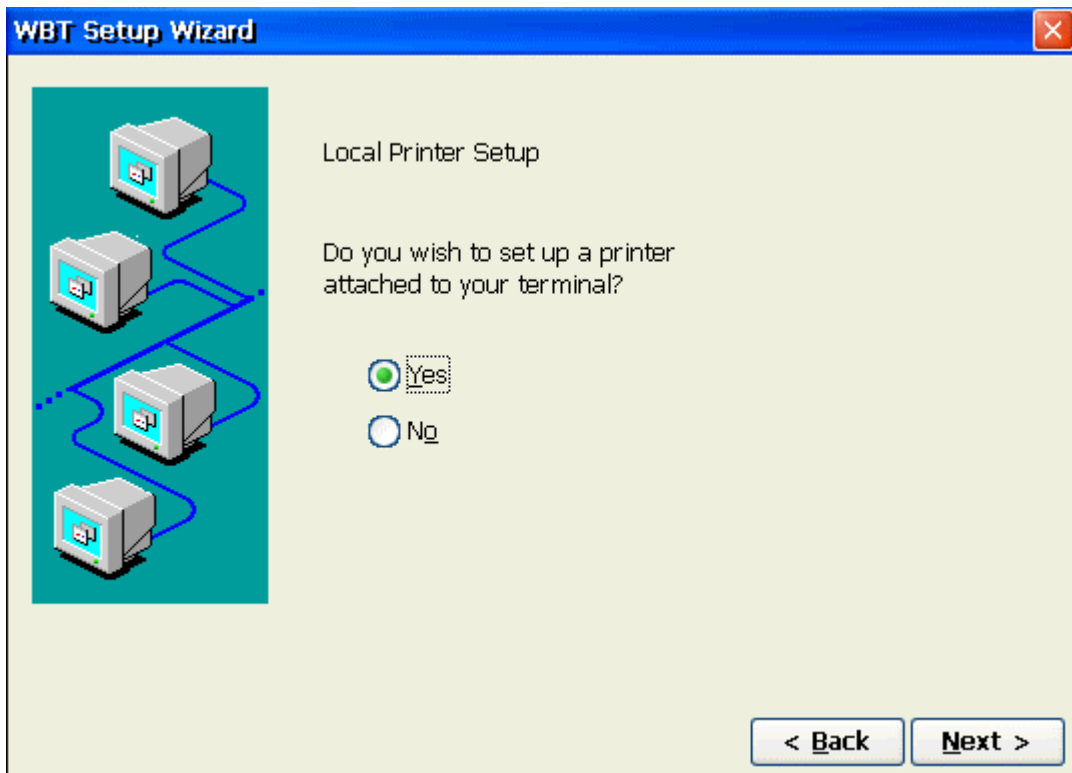 WBT Setup Wizard
Local Printer Setup
Do you wish to set up a printer
attached to your terminal?
Yes
No
< Back
Next >